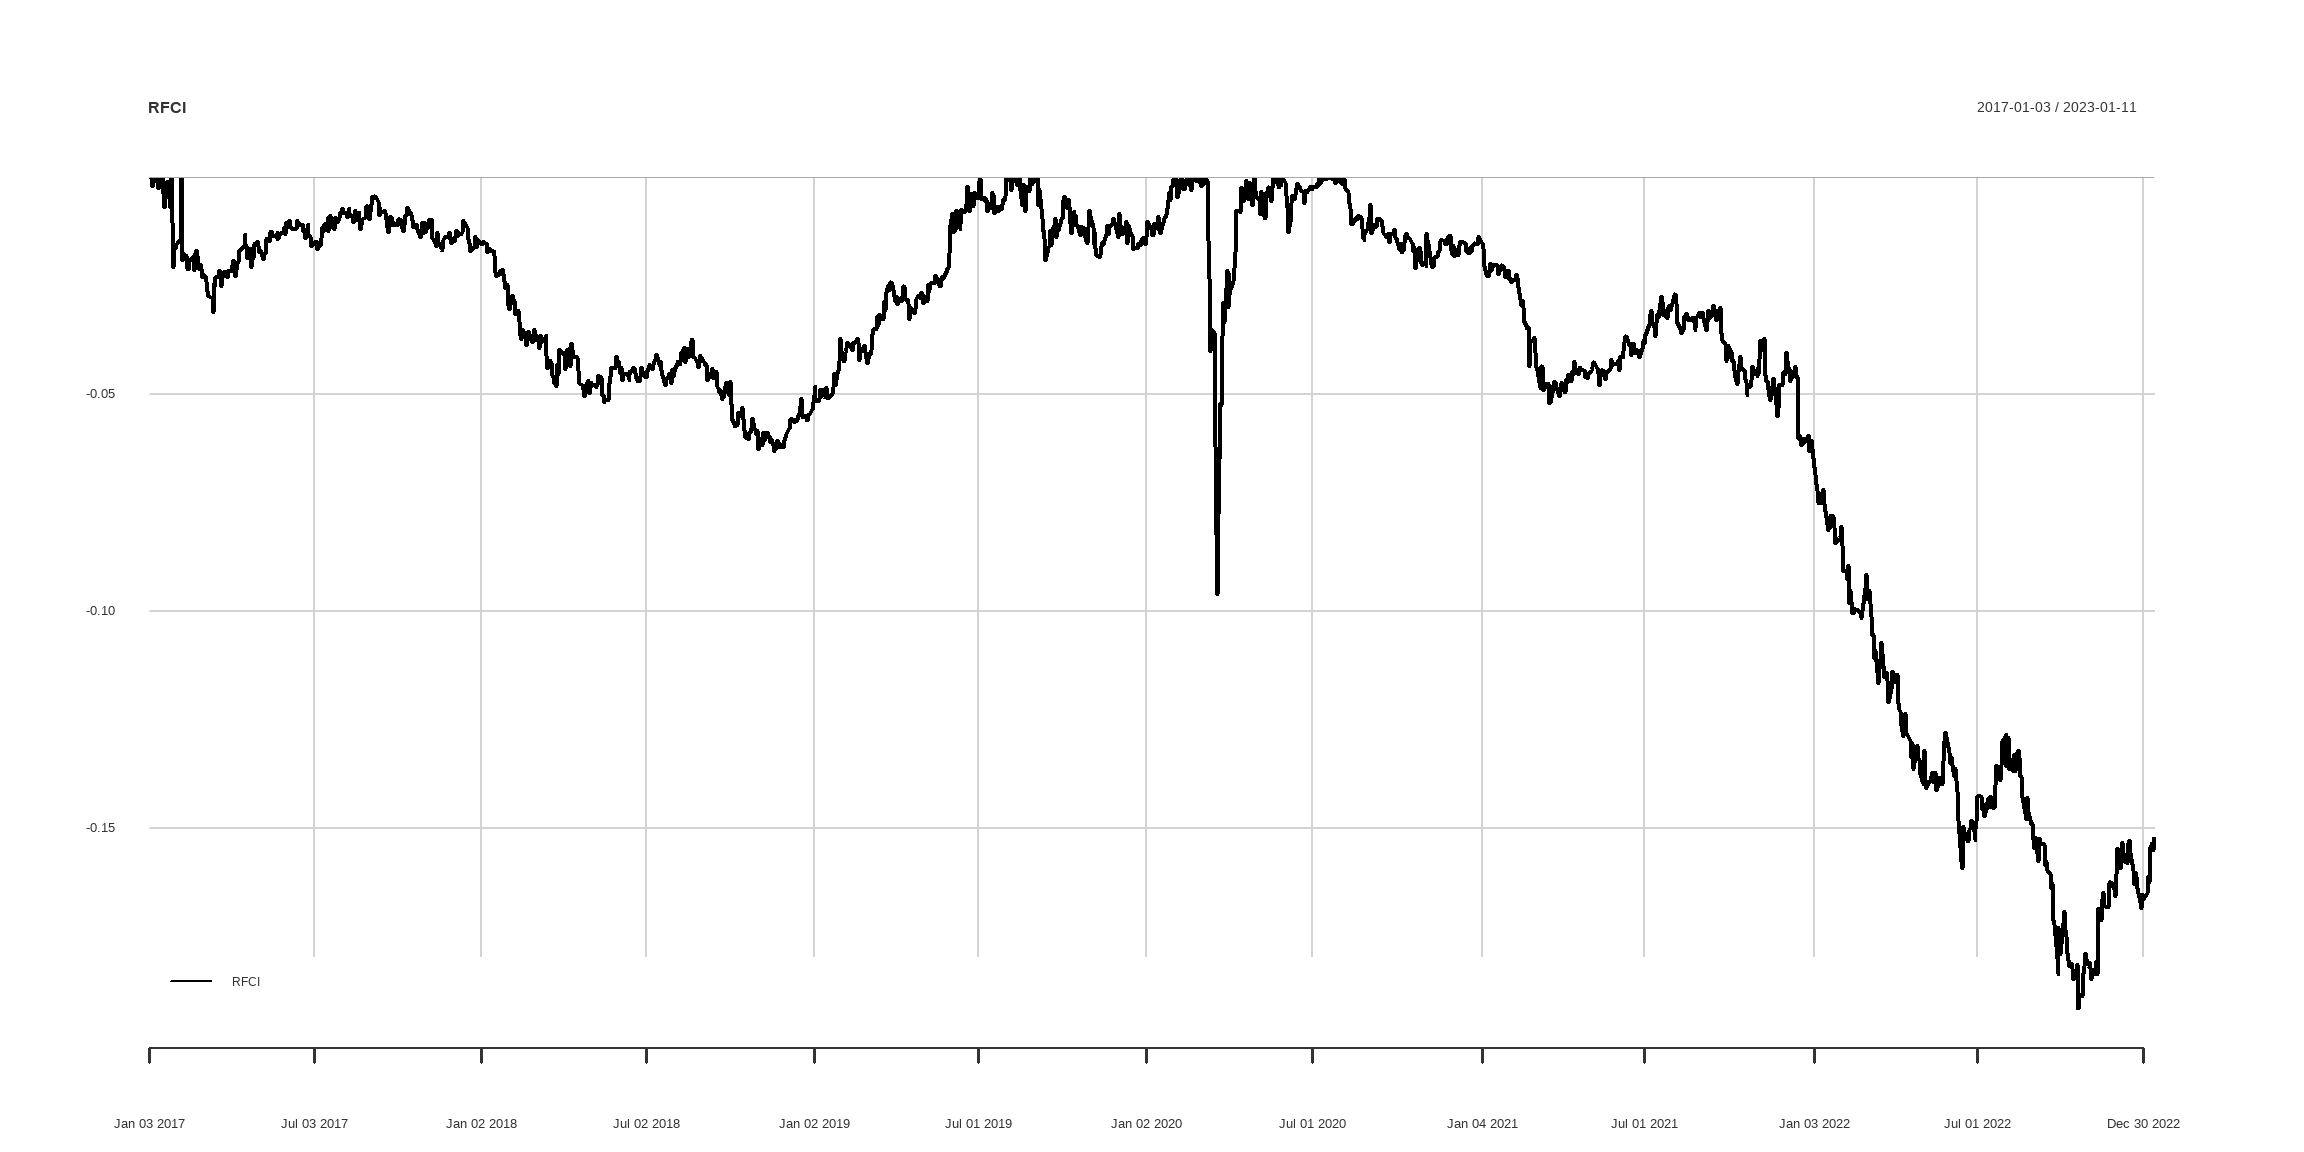 RFCI
2017-01-03 / 2023-01-11
-0.05
-0.10
-0.15
RFCI
Jan 03 2017
Jul 03 2017
Jan 02 2018
Jul 02 2018
Jan 02 2019
Jul 01 2019
Jan 02 2020
Jul 01 2020
Jan 04 2021
Jul 01 2021
Jan 03 2022
Jul 01 2022
Dec 30 2022